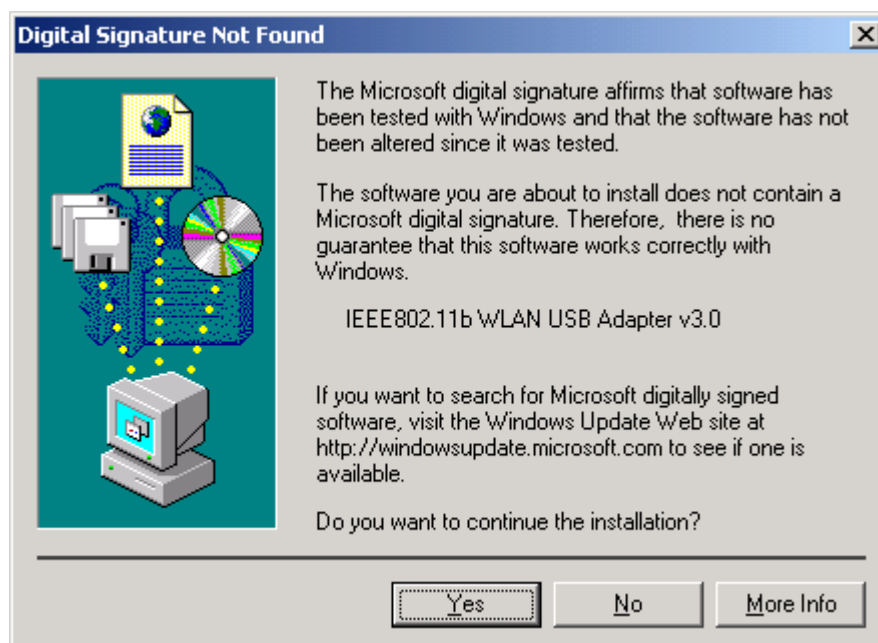 Digital Signature Not Found
The Microsoft digital signature affirms that software has
been tested with Windows and that the software has not
been altered since it was tested.
The software you are about to install does not contain a
Microsoft digital signature. Therefore,  there is no
guarantee that this software works correctly with
Windows.
IEEE802.11b WLAN USB Adapter v3.0
If you want to search for Microsoft digitally signed
software, visit the Windows Update Web site at
http://windowsupdate.microsoft.com to see if one is
available.
Do you want to continue the installation?
Yes No More Info